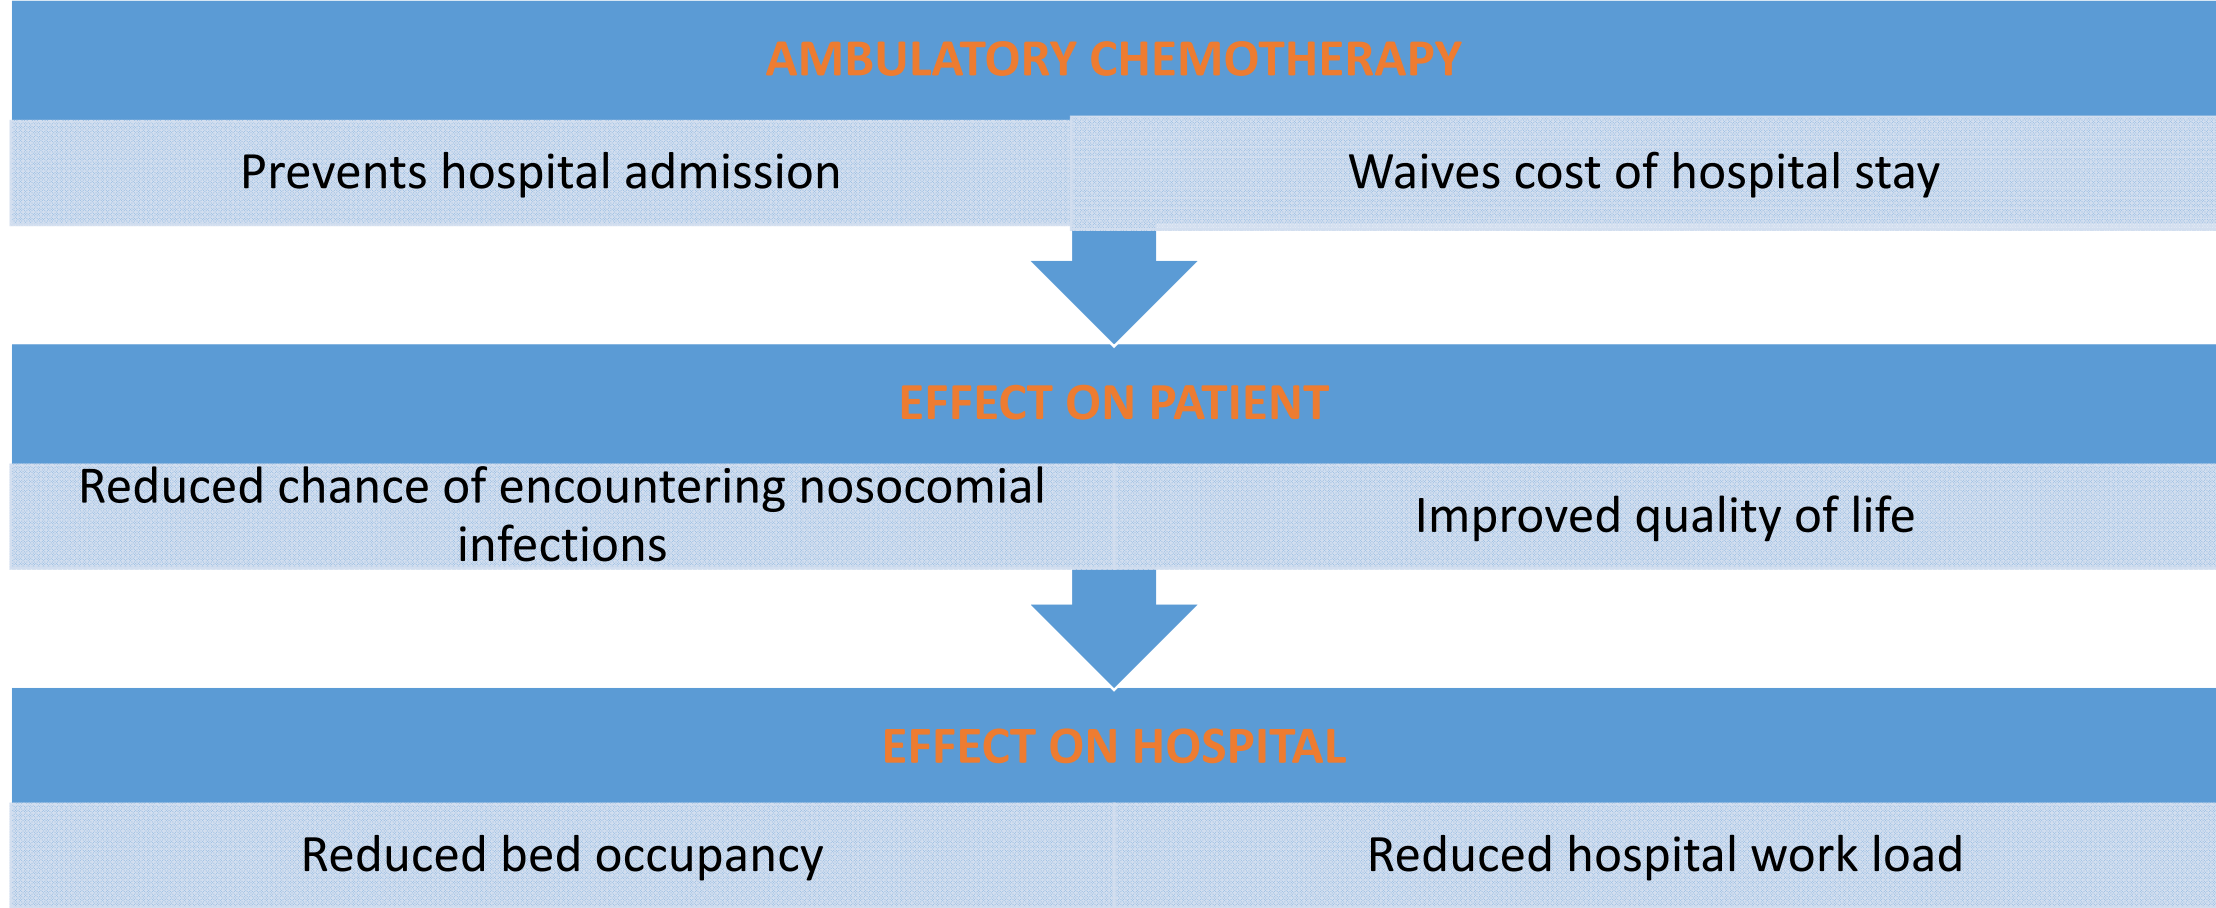 AMBULATORY CHEMOTHERAPY
Prevents hospital admission
Waives cost of hospital stay
EFFECT ON PATIENT
Reduced chance of encountering nosocomial
infections
Improved quality of life
EFFECT ON HOSPITAL
Reduced bed occupancy
Reduced hospital work load